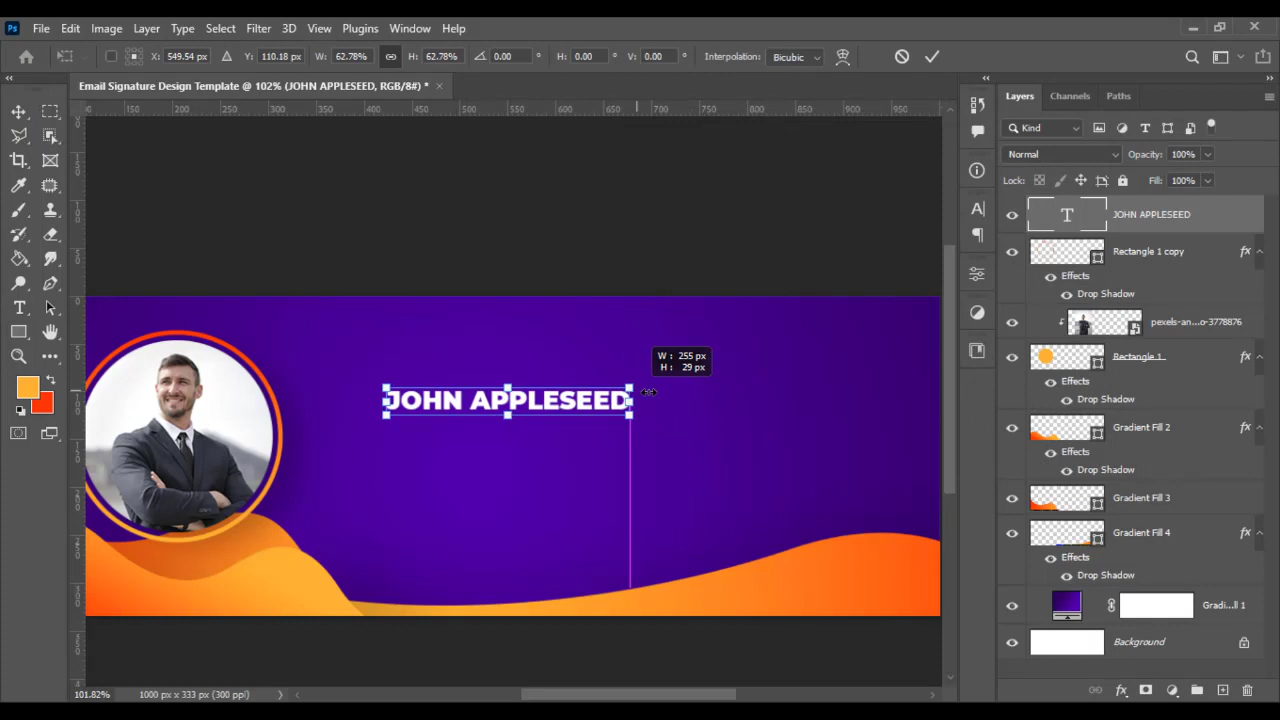 Ps File Edit Image Layer Type Select Filter 3D View Plugins Window Help
X: 549.54 px Y: 110.18 px W: 62.78% H: 62.78% 0.00 ° H: 0.00 ° V: 0.00 ° Interpolation: Bicubic
Email Signature Design Template @ 102% (JOHN APPLESEED, RGB/8#) * ×
Layers Channels Paths
Kind
Normal Opacity: 100%
Lock: Fill: 100%
T JOHN APPLESEED
Rectangle 1 copy fx
Effects
Drop Shadow
pexels-an...o-3778876
Rectangle 1 fx
Effects
Drop Shadow
Gradient Fill 2 fx
Effects
Drop Shadow
Gradient Fill 3
Gradient Fill 4 fx
Effects
Drop Shadow
Gradi...ll 1
Background
W : 255 px
H : 29 px
JOHN APPLESEED
101.82% 1000 px x 333 px (300 ppi)